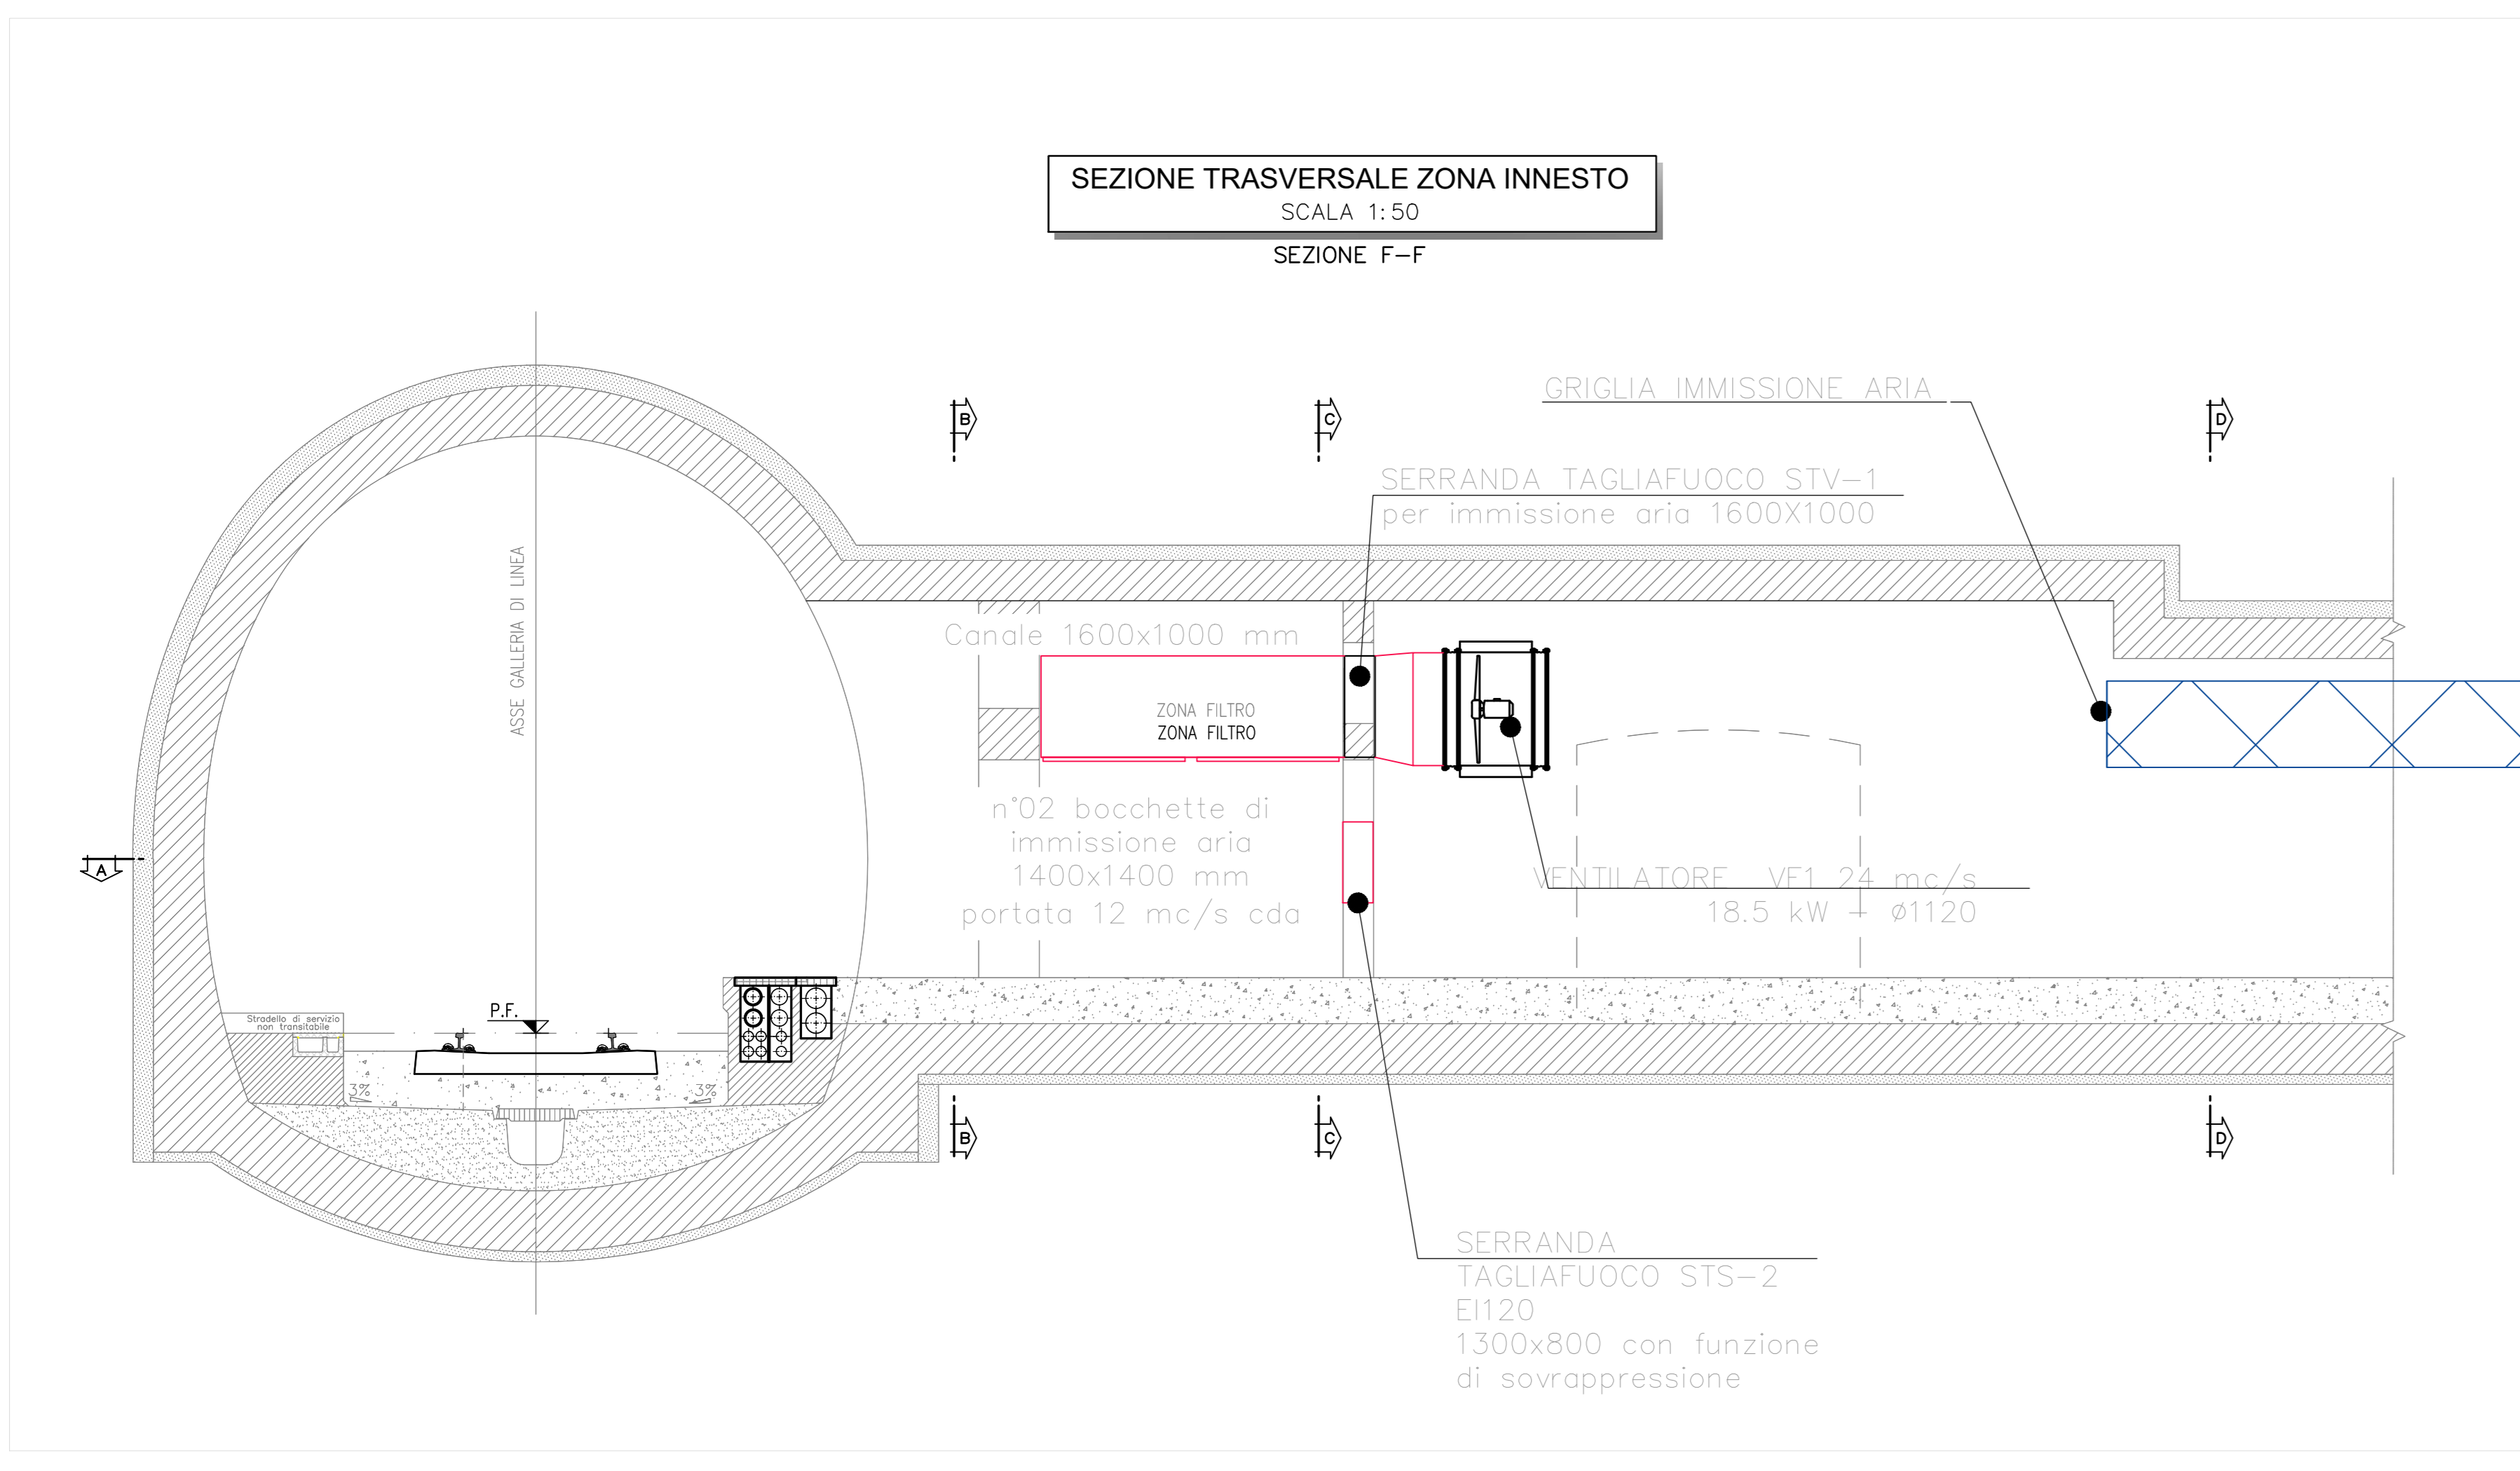 SEZIONE TRASVERSALE ZONA INNESTO
SCALA 1:50
SEZIONE F-F
GRIGLIA IMMISSIONE ARIA
B
C
D
SERRANDA TAGLIAFUOCO STV-1
per immissione aria 1600X1000
ASSE GALLERIA DI LINEA
Canale 1600x1000 mm
ZONA FILTRO
ZONA FILTRO
n°02 bocchette di
immissione aria
1400x1400 mm
portata 12 mc/s cda
VENTILATORE VF1 24 mc/s
18.5 kW - ø1120
A
P.F.
Stradello di servizio
non transitabile
3%
3%
B
C
D
SERRANDA
TAGLIAFUOCO STS-2
EI120
1300x800 con funzione
di sovrappressione